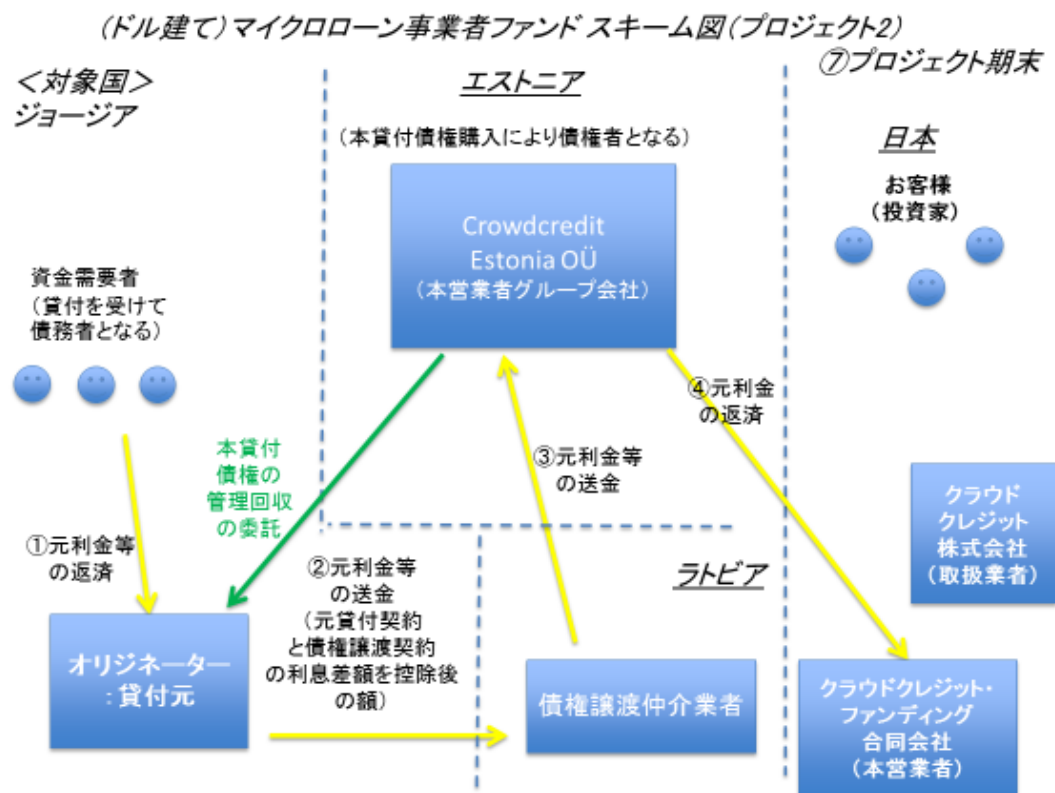 (ドル建て)マイクロローン事業者ファンド スキーム図(プロジェクト2)
＜対象国＞
ジョージア
エストニア
⑦プロジェクト期末
(本貸付債権購入により債権者となる)
日本
お客様
(投資家)
Crowdcredit
Estonia OÜ
(本営業者グループ会社)
資金需要者
(貸付を受けて
債務者となる)
④元利金
の返済
本貸付
債権の
管理回収
の委託
③元利金等
の送金
クラウド
クレジット
株式会社
(取扱業者)
①元利金等
の返済
②元利金等
の送金
(元貸付契約
と債権譲渡契約
の利息差額を控除後
の額)
ラトビア
オリジネーター
:貸付元
債権譲渡仲介業者
クラウドクレジット・
ファンディング
合同会社
(本営業者)